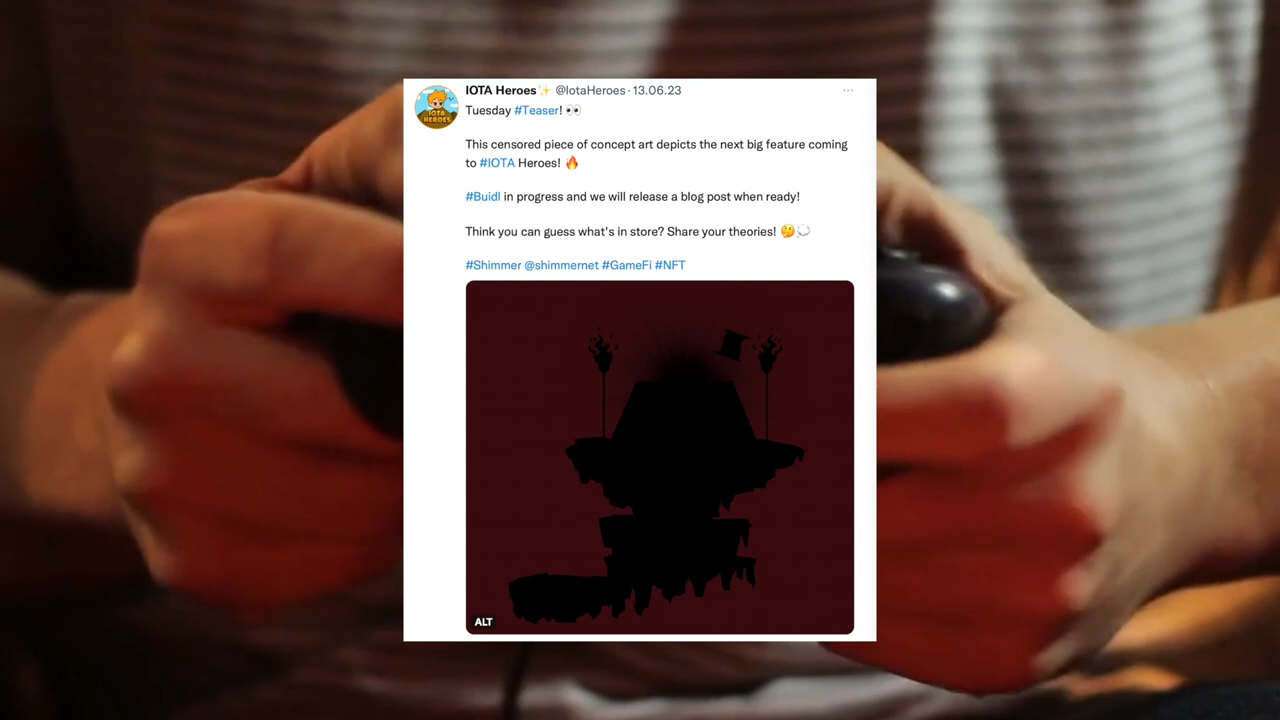 IOTA Heroes✨ @IotaHeroes · 13.06.23
Tuesday #Teaser! 👀
This censored piece of concept art depicts the next big feature coming
to #IOTA Heroes! 🔥
#Buidl in progress and we will release a blog post when ready!
Think you can guess what's in store? Share your theories! 🤔💭
#Shimmer @shimmernet #GameFi #NFT
IOTA
HEROES
ALT